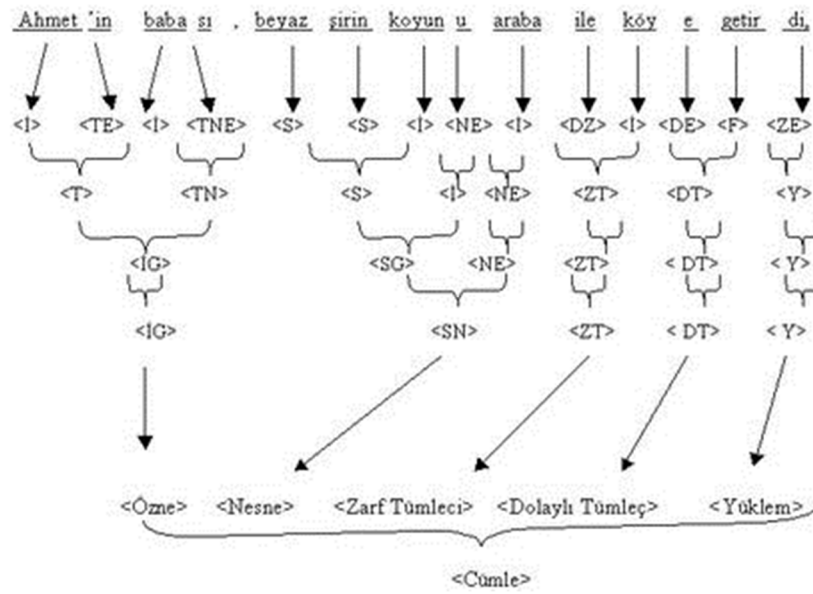 Ahmet 'in baba sı , beyaz şirin koyun u araba ile köy e getir di,
<İ> <TE> <İ> <TNE> <S> <S> <İ> <NE> <İ> <DZ> <İ> <DE> <F> <ZE>
<T> <TN> <S> <İ> <NE> <ZT> <DT> <Y>
<İG> <SG> <NE> <ZT> < DT> < Y>
<İG> <SN> <ZT> < DT> < Y>
<Özne> <Nesne> <Zarf Tümleci> <Dolaylı Tümleç> <Yüklem>
<Cümle>